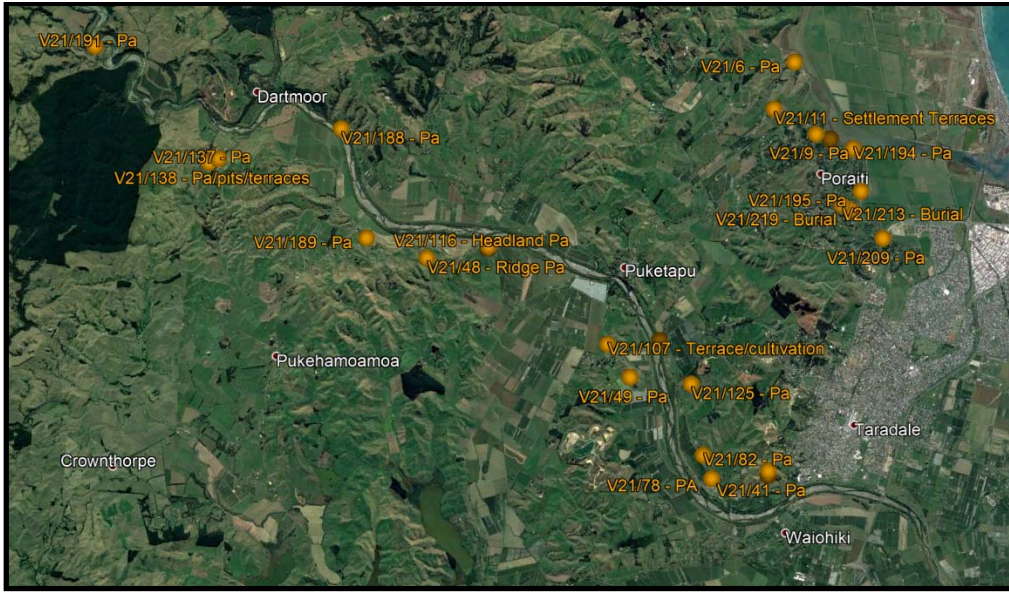 V21/191 - Pa
V21/6 - Pa
Dartmoor
V21/11 - Settlement Terraces
V21/188 - Pa
V21/9 - Pa
V21/194 - Pa
V21/137 - Pa
V21/138 - Pa/pits/terraces
Poraiti
V21/195 - Pa
V21/219 - Burial
V21/213 - Burial
V21/189 - Pa
V21/116 - Headland Pa
V21/209 - Pa
V21/48 - Ridge Pa
Puketapu
V21/107 - Terrace/cultivation
Pukehamoamoa
V21/49 - Pa
V21/125 - Pa
Taradale
Crownthorpe
V21/82 - Pa
V21/78 - PA
V21/41 - Pa
Waiohiki